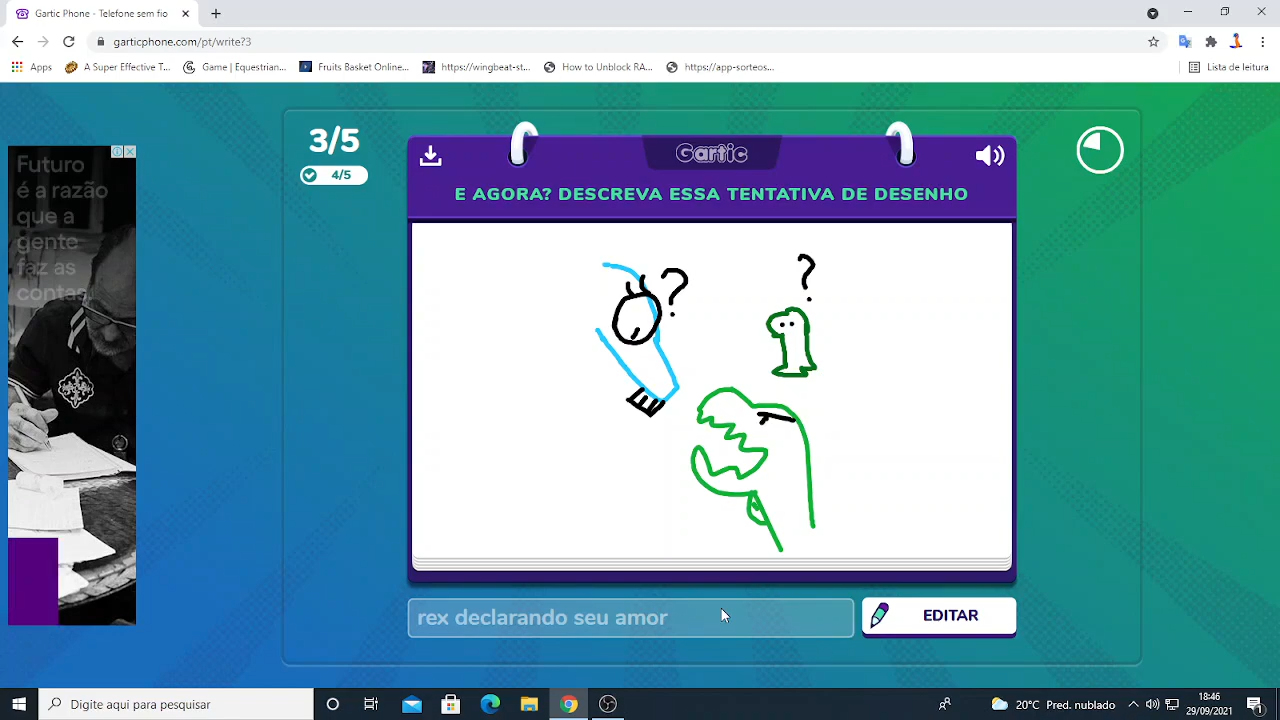 Gartic Phone - Telefone sem fio
garticphone.com/pt/write?3
Apps
A Super Effective T...
Game | Equestrian...
Fruits Basket Onlin...
https://wingbeat-st...
How to Unblock RA...
https://app-sorteos...
Lista de leitura
3/5
4/5
Gartic
E AGORA? DESCREVA ESSA TENTATIVA DE DESENHO
Futuro
é a razão
que a
gente
faz as
contas.
?
?
rex declarando seu amor
EDITAR
Digite aqui para pesquisar
20°C Pred. nublado
18:46
29/09/2021